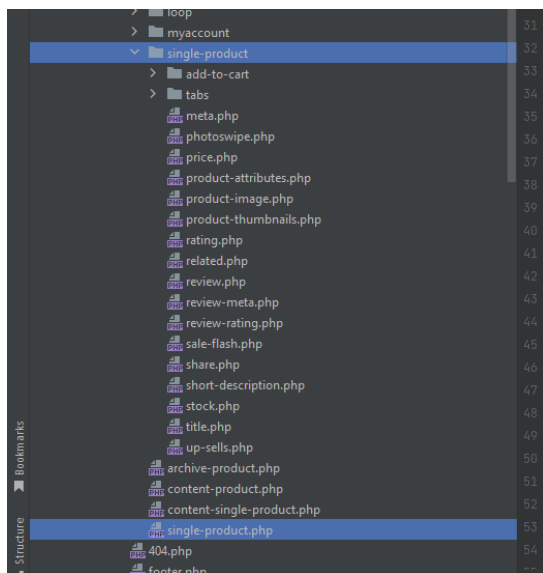 loop
myaccount
single-product
add-to-cart
tabs
meta.php
photoswipe.php
price.php
product-attributes.php
product-image.php
product-thumbnails.php
rating.php
related.php
review.php
review-meta.php
review-rating.php
sale-flash.php
share.php
short-description.php
stock.php
title.php
up-sells.php
archive-product.php
content-product.php
content-single-product.php
single-product.php
404.php
footer.php
Bookmarks
Structure
31
32
33
34
35
36
37
38
39
40
41
42
43
44
45
46
47
48
49
50
51
52
53
54